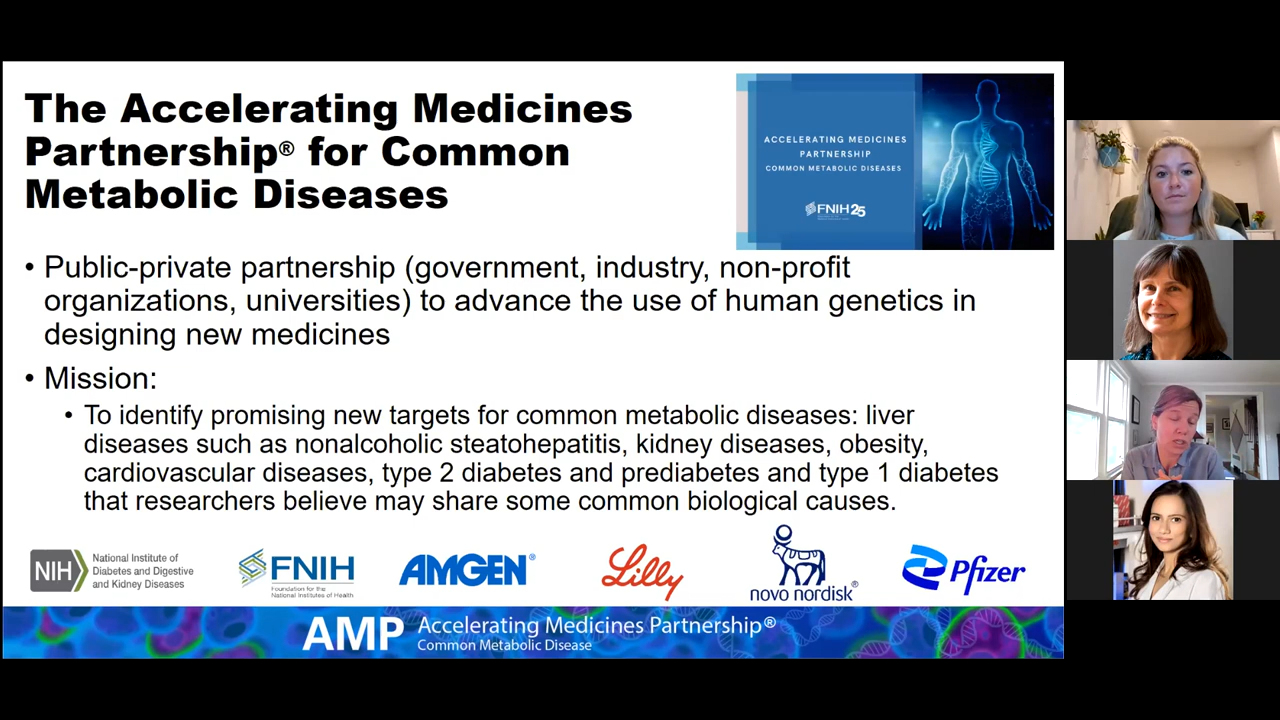 The Accelerating Medicines
Partnership® for Common
Metabolic Diseases
ACCELERATING MEDICINES
PARTNERSHIP
COMMON METABOLIC DISEASES
FNIH 25
• Public-private partnership (government, industry, non-profit
organizations, universities) to advance the use of human genetics in
designing new medicines
• Mission:
• To identify promising new targets for common metabolic diseases: liver
diseases such as nonalcoholic steatohepatitis, kidney diseases, obesity,
cardiovascular diseases, type 2 diabetes and prediabetes and type 1 diabetes
that researchers believe may share some common biological causes.
NIH
National Institute of
Diabetes and Digestive
and Kidney Diseases
FNIH
Foundation for the
National Institutes of Health
AMGEN®
Lilly
novo nordisk®
Pfizer
AMP
Accelerating Medicines Partnership®
Common Metabolic Disease